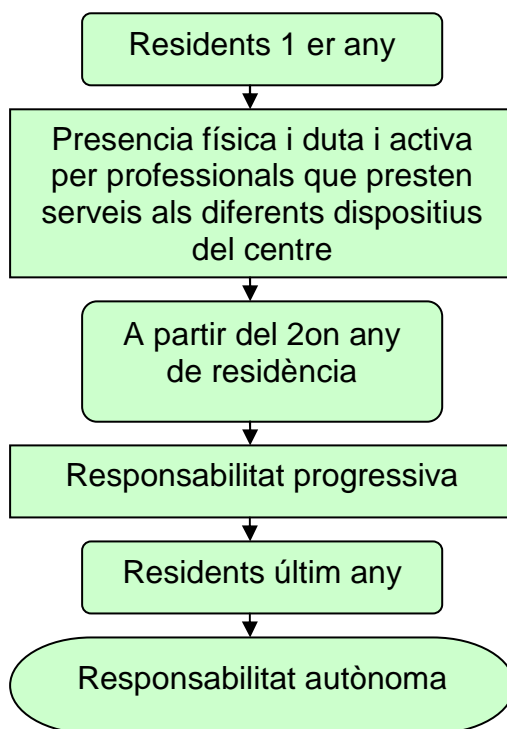 Residents 1 er any
Presencia física i duta i activa
per professionals que presten
serveis als diferents dispositius
del centre
A partir del 2on any
de residència
Responsabilitat progressiva
Residents últim any
Responsabilitat autònoma